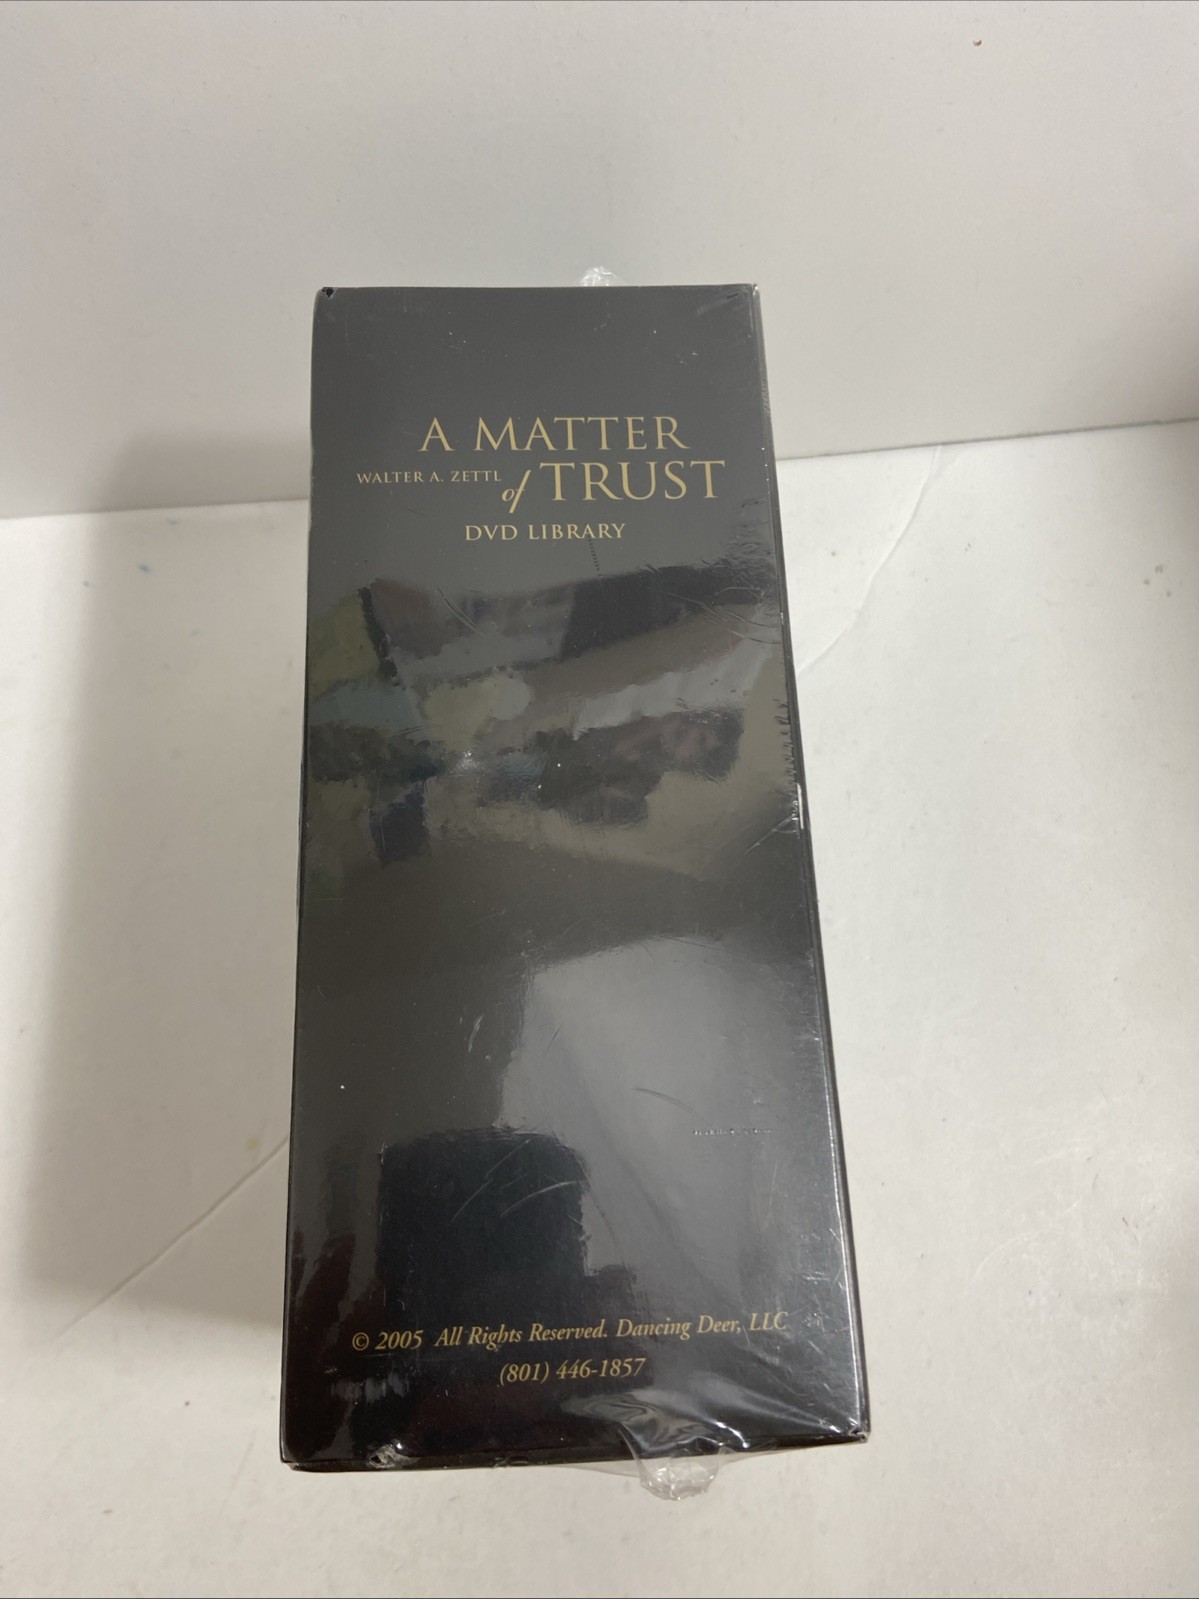 A MATTER
WALTER A. ZETTL of TRUST
DVD LIBRARY
© 2005 All Rights Reserved. Dancing Deer, LLC
(801) 446-1857